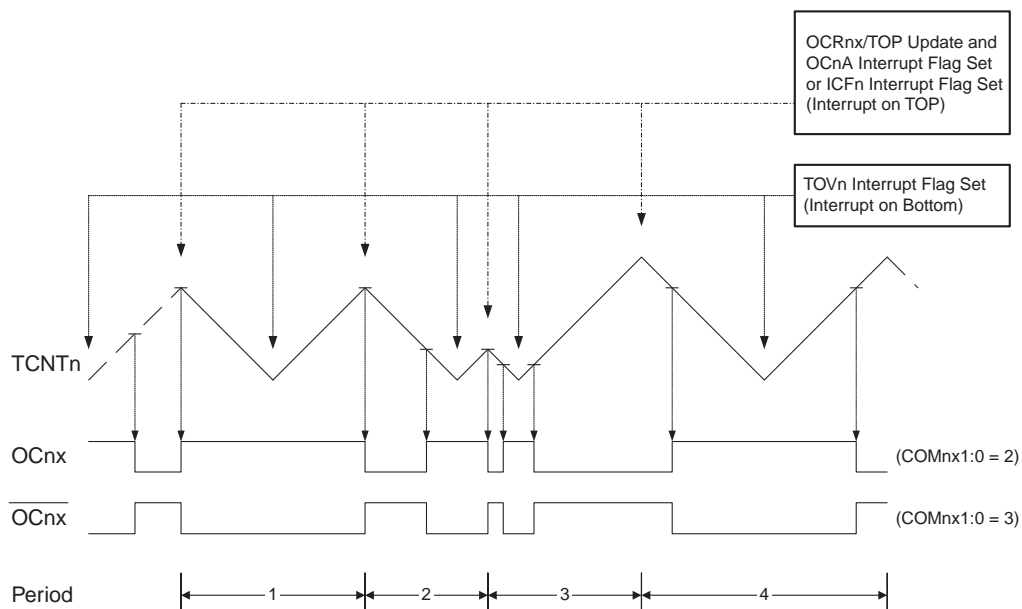 OCRnx/TOP Update and
OCnA Interrupt Flag Set
or ICFn Interrupt Flag Set
(Interrupt on TOP)
TOVn Interrupt Flag Set
(Interrupt on Bottom)
TCNTn
OCnx
(COMnx1:0 = 2)
OCnx
(COMnx1:0 = 3)
Period
1
2
3
4